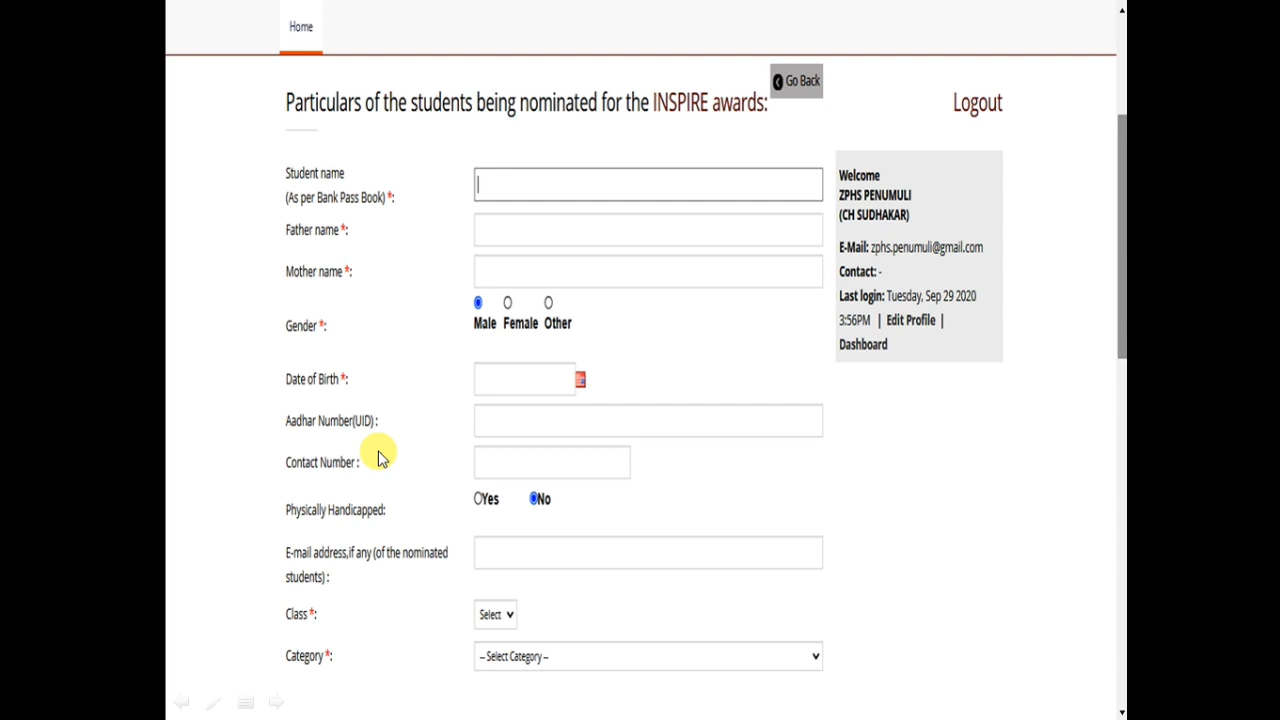 Home
Go Back
Particulars of the students being nominated for the INSPIRE awards:
Logout
Student name
(As per Bank Pass Book) *:
Father name *:
Mother name *:
Gender *:
Male Female Other
Date of Birth *:
Aadhar Number(UID) :
Contact Number :
Physically Handicapped:
Yes No
E-mail address,if any (of the nominated
students) :
Class *:
Select
Category *:
-- Select Category --
Welcome
ZPHS PENUMULI
(CH SUDHAKAR)
E-Mail: zphs.penumuli@gmail.com
Contact: -
Last login: Tuesday, Sep 29 2020
3:56PM | Edit Profile |
Dashboard